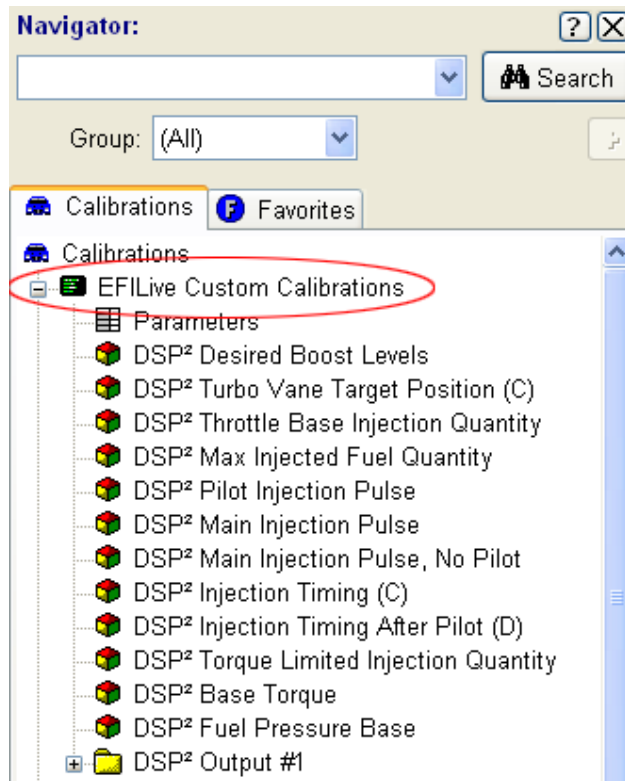 Navigator:
Search
Group: (All)
Calibrations F Favorites
Calibrations
EFILive Custom Calibrations
Parameters
DSP² Desired Boost Levels
DSP² Turbo Vane Target Position (C)
DSP² Throttle Base Injection Quantity
DSP² Max Injected Fuel Quantity
DSP² Pilot Injection Pulse
DSP² Main Injection Pulse
DSP² Main Injection Pulse, No Pilot
DSP² Injection Timing (C)
DSP² Injection Timing After Pilot (D)
DSP² Torque Limited Injection Quantity
DSP² Base Torque
DSP² Fuel Pressure Base
DSP² Output #1